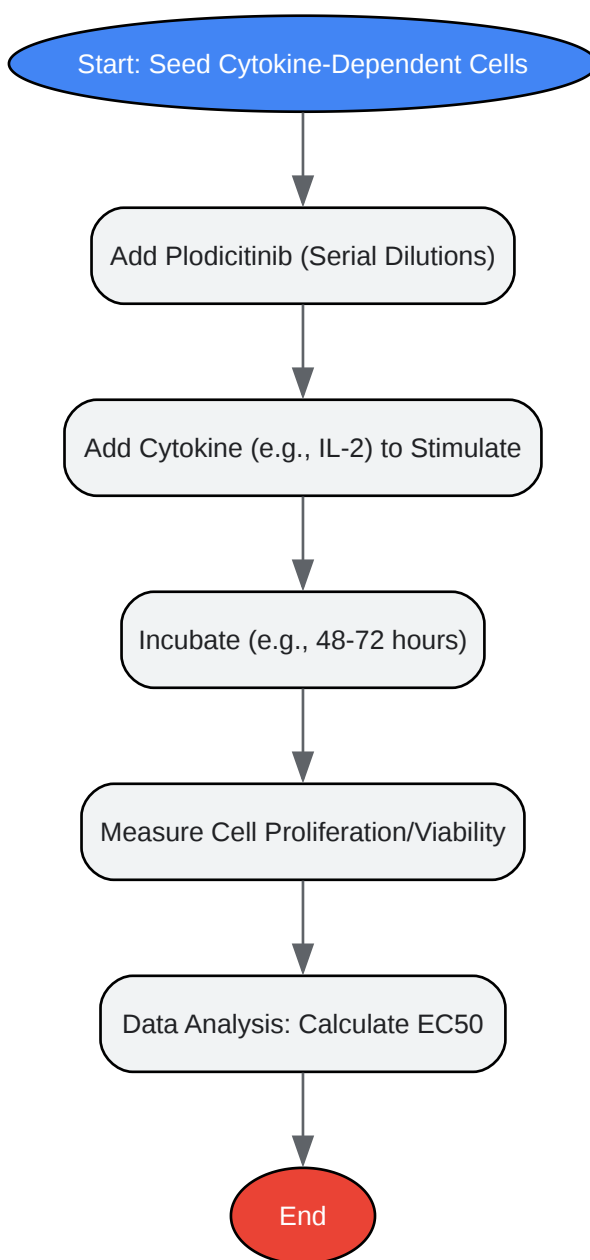 Start: Seed Cytokine-Dependent Cells
Add Plodicitinib (Serial Dilutions)
Add Cytokine (e.g., IL-2) to Stimulate
Incubate (e.g., 48-72 hours)
Measure Cell Proliferation/Viability
Data Analysis: Calculate EC50
End